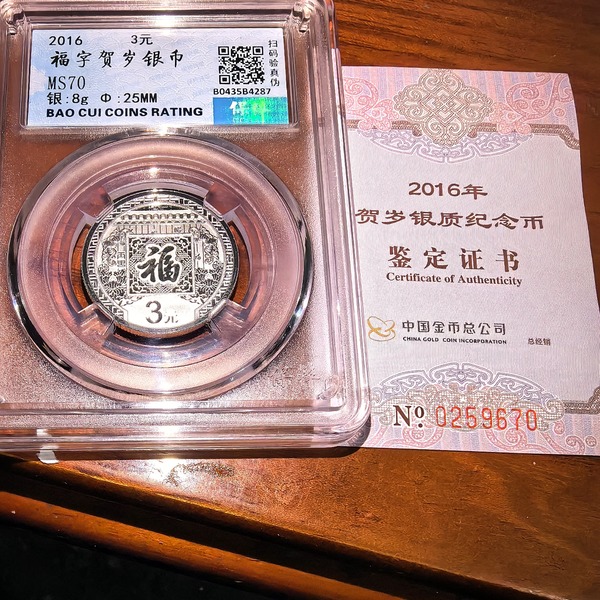 2016 3元
福字贺岁银币
MS70
银:8g Φ:25MM
BAO CUI COINS RATING
扫码验真伪
B0435B4287
福
3元
2016年
贺岁银质纪念币
鉴定证书
Certificate of Authenticity
中国金币总公司
CHINA GOLD COIN INCORPORATION
总经销
Nº 0259670